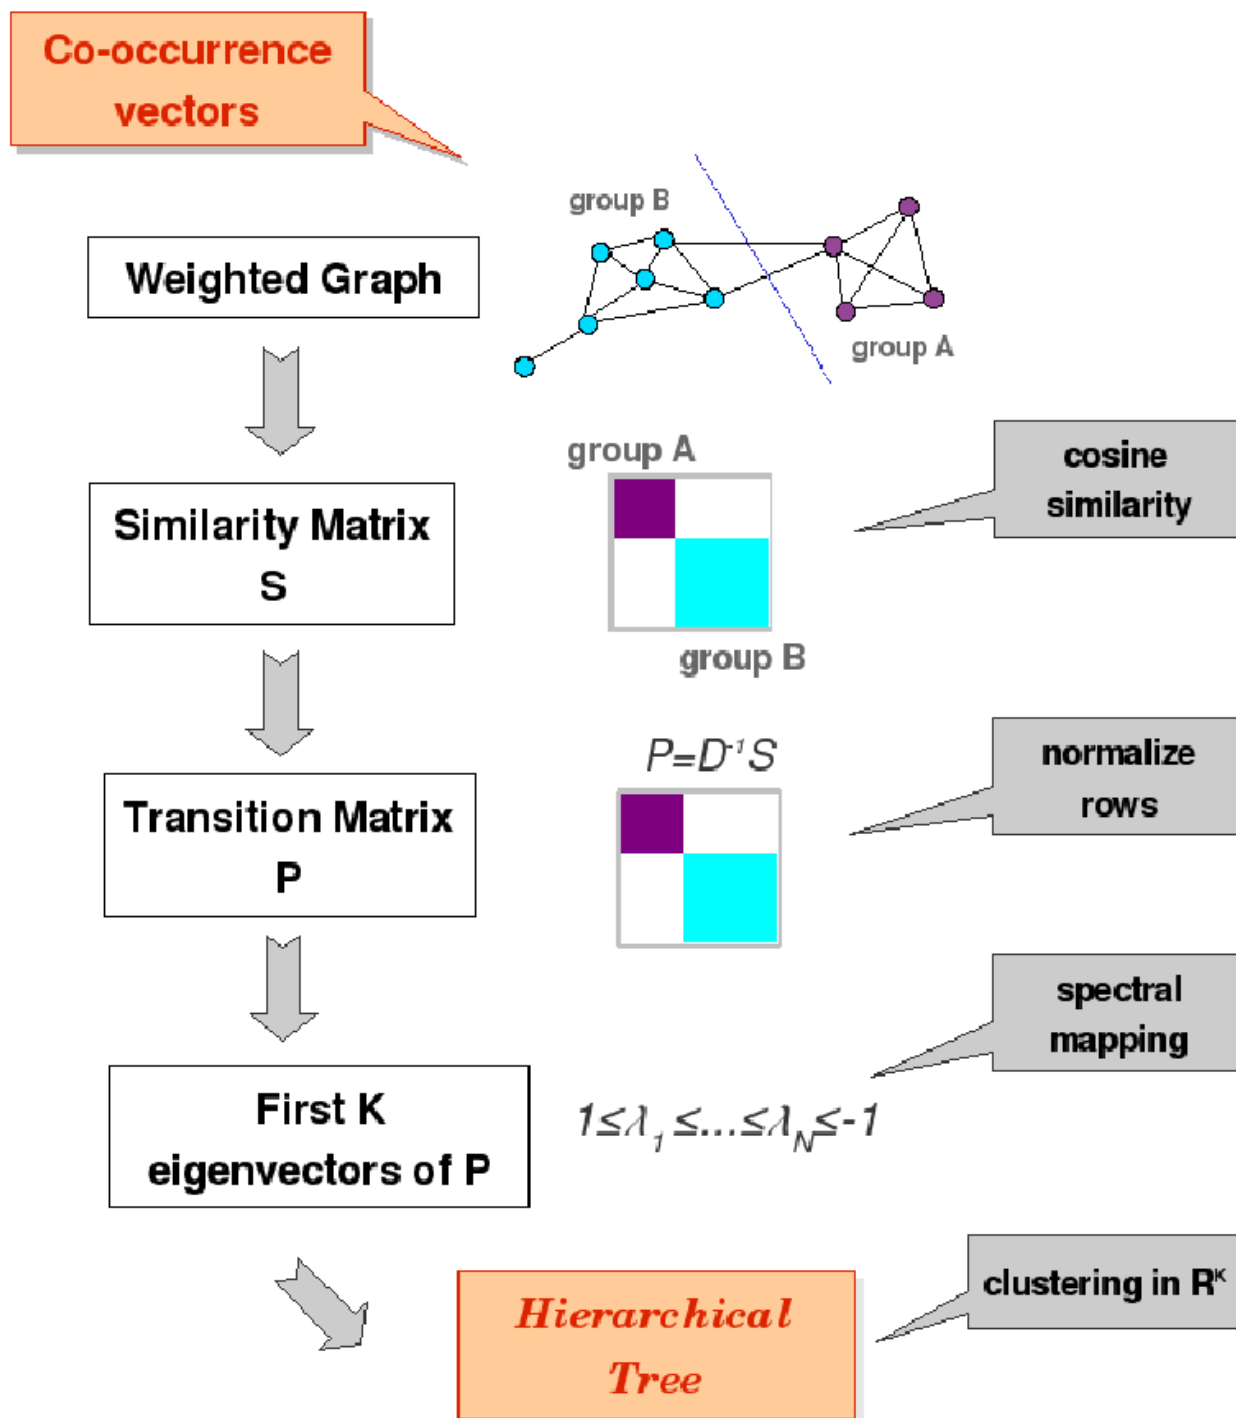 Co-occurrence
vectors
group B
Weighted Graph
group A
group A
cosine
similarity
Similarity Matrix
S
group B
P=D⁻¹S
normalize
rows
Transition Matrix
P
spectral
mapping
First K
eigenvectors of P
1≤λ₁≤...≤λ_N≤-1
clustering in Rᴷ
Hierarchical
Tree